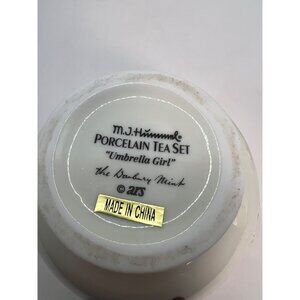 M.J. Hummel
PORCELAIN TEA SET
"Umbrella Girl"
the Danbury Mint
© ars
MADE IN CHINA